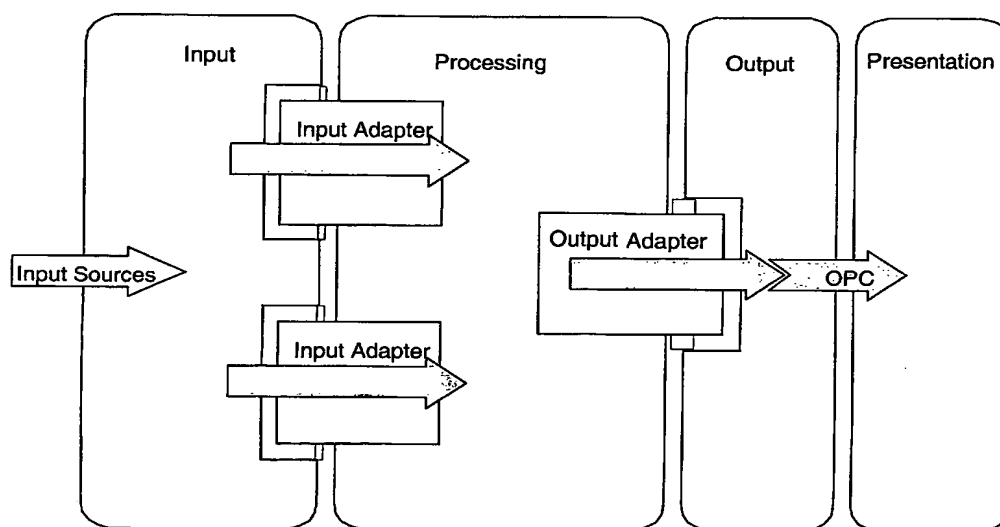 Input
Processing
Output
Presentation
Input Adapter
Output Adapter
Input Sources
OPC
Input Adapter